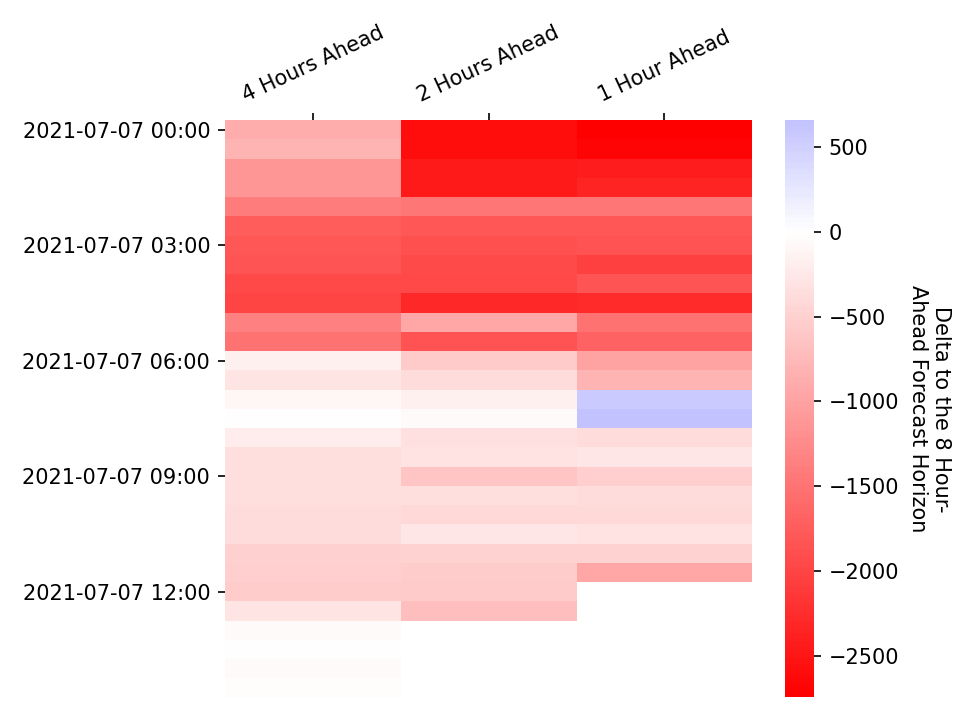 4 Hours Ahead
2 Hours Ahead
1 Hour Ahead
2021-07-07 00:00
2021-07-07 03:00
2021-07-07 06:00
2021-07-07 09:00
2021-07-07 12:00
500
0
−500
−1000
−1500
−2000
−2500
Delta to the 8 Hour-
Ahead Forecast Horizon